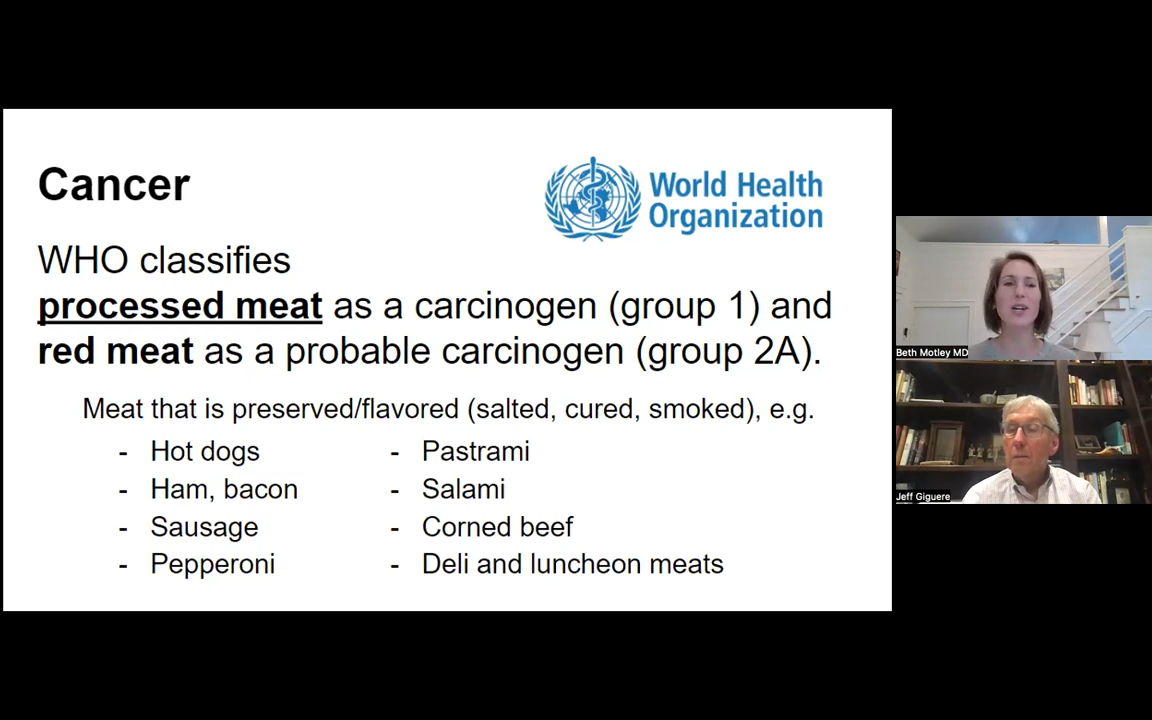 Cancer
World Health
Organization
WHO classifies
processed meat as a carcinogen (group 1) and
red meat as a probable carcinogen (group 2A).
Meat that is preserved/flavored (salted, cured, smoked), e.g.
- Hot dogs
- Ham, bacon
- Sausage
- Pepperoni
- Pastrami
- Salami
- Corned beef
- Deli and luncheon meats
Beth Motley MD
Jeff Giguere